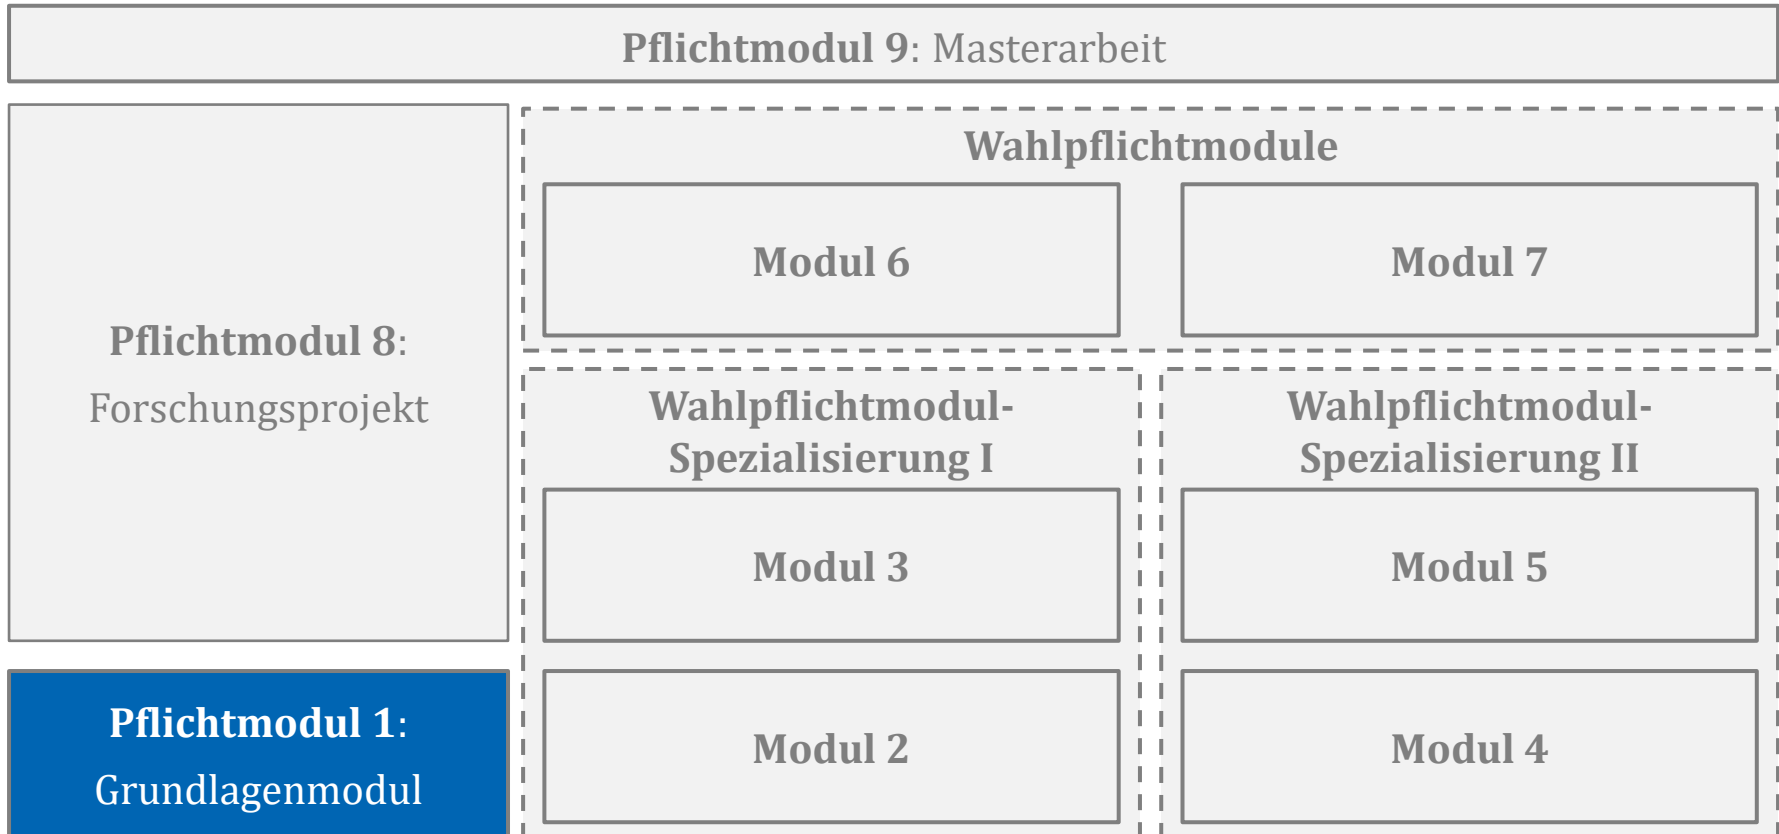 Pflichtmodul 9: Masterarbeit
Pflichtmodul 8:
Forschungsprojekt
Wahlpflichtmodule
Modul 6
Modul 7
Wahlpflichtmodul-
Spezialisierung I
Modul 3
Modul 2
Wahlpflichtmodul-
Spezialisierung II
Modul 5
Modul 4
Pflichtmodul 1:
Grundlagenmodul